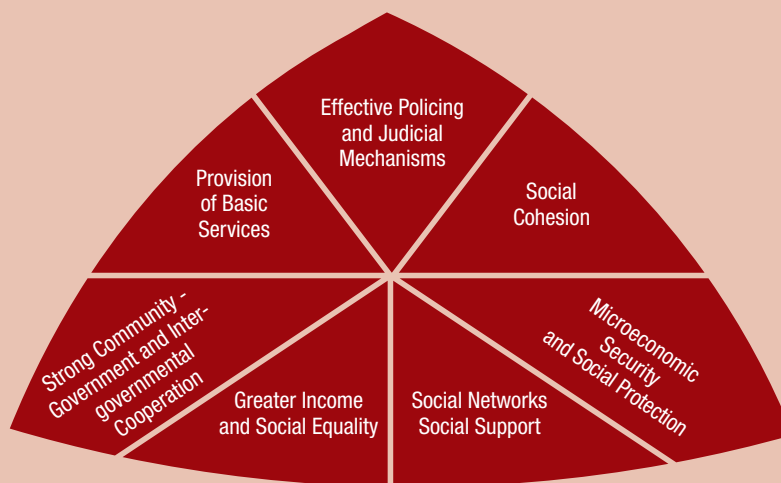 Effective Policing
and Judicial
Mechanisms
Provision
of Basic
Services
Social
Cohesion
Strong Community -
Government and Inter-
governmental
Cooperation
Greater Income
and Social Equality
Social Networks
Social Support
Microeconomic
Security
and Social Protection